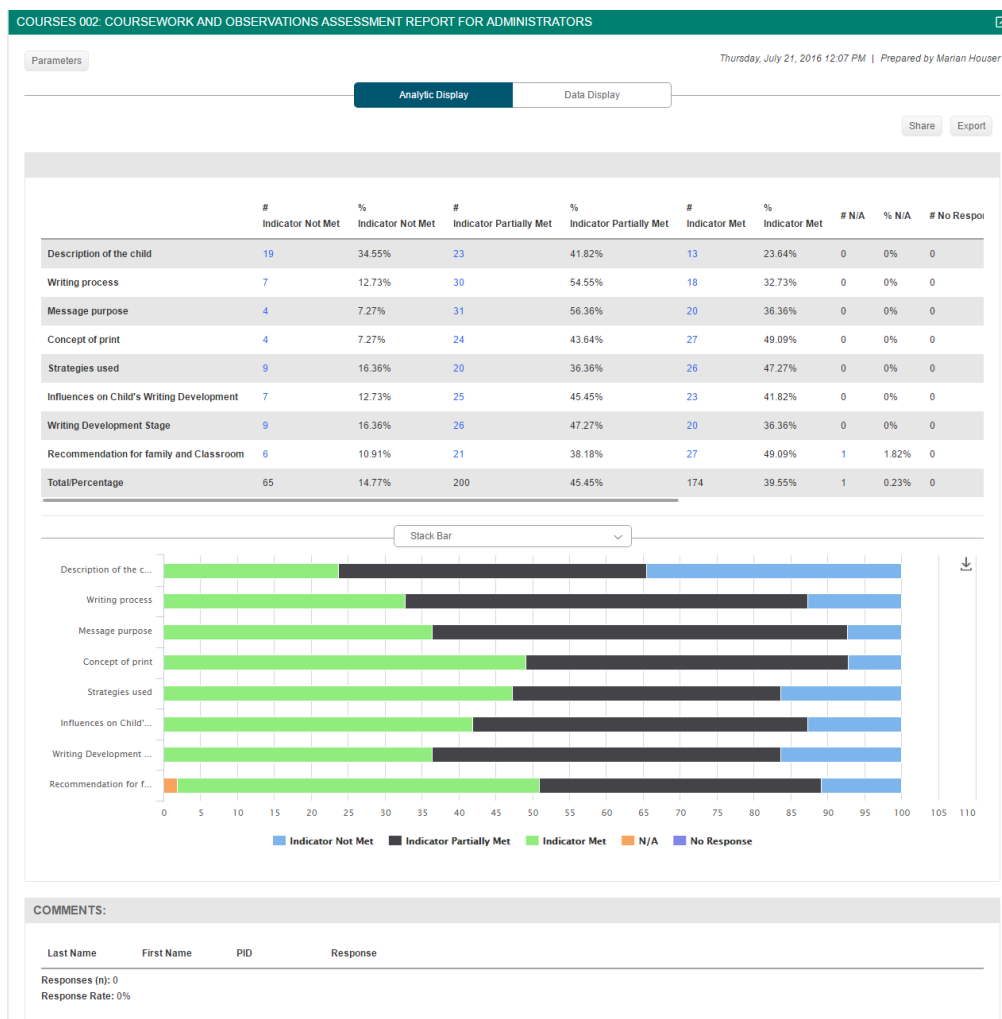 COURSES 002: COURSEWORK AND OBSERVATIONS ASSESSMENT REPORT FOR ADMINISTRATORS
Parameters
Thursday, July 21, 2016 12:07 PM | Prepared by Marian Houser
Analytic Display Data Display
Share Export
# % # % # %
Indicator Not Met Indicator Not Met Indicator Partially Met Indicator Partially Met Indicator Met Indicator Met # N/A % N/A # No Respor
Description of the child 19 34.55% 23 41.82% 13 23.64% 0 0% 0
Writing process 7 12.73% 30 54.55% 18 32.73% 0 0% 0
Message purpose 4 7.27% 31 56.36% 20 36.36% 0 0% 0
Concept of print 4 7.27% 24 43.64% 27 49.09% 0 0% 0
Strategies used 9 16.36% 20 36.36% 26 47.27% 0 0% 0
Influences on Child's Writing Development 7 12.73% 25 45.45% 23 41.82% 0 0% 0
Writing Development Stage 9 16.36% 26 47.27% 20 36.36% 0 0% 0
Recommendation for family and Classroom 6 10.91% 21 38.18% 27 49.09% 1 1.82% 0
Total/Percentage 65 14.77% 200 45.45% 174 39.55% 1 0.23% 0
Stack Bar
Description of the c...
Writing process
Message purpose
Concept of print
Strategies used
Influences on Child'...
Writing Development ...
Recommendation for f...
0 5 10 15 20 25 30 35 40 45 50 55 60 65 70 75 80 85 90 95 100 105 110
Indicator Not Met Indicator Partially Met Indicator Met N/A No Response
COMMENTS:
Last Name First Name PID Response
Responses (n): 0
Response Rate: 0%